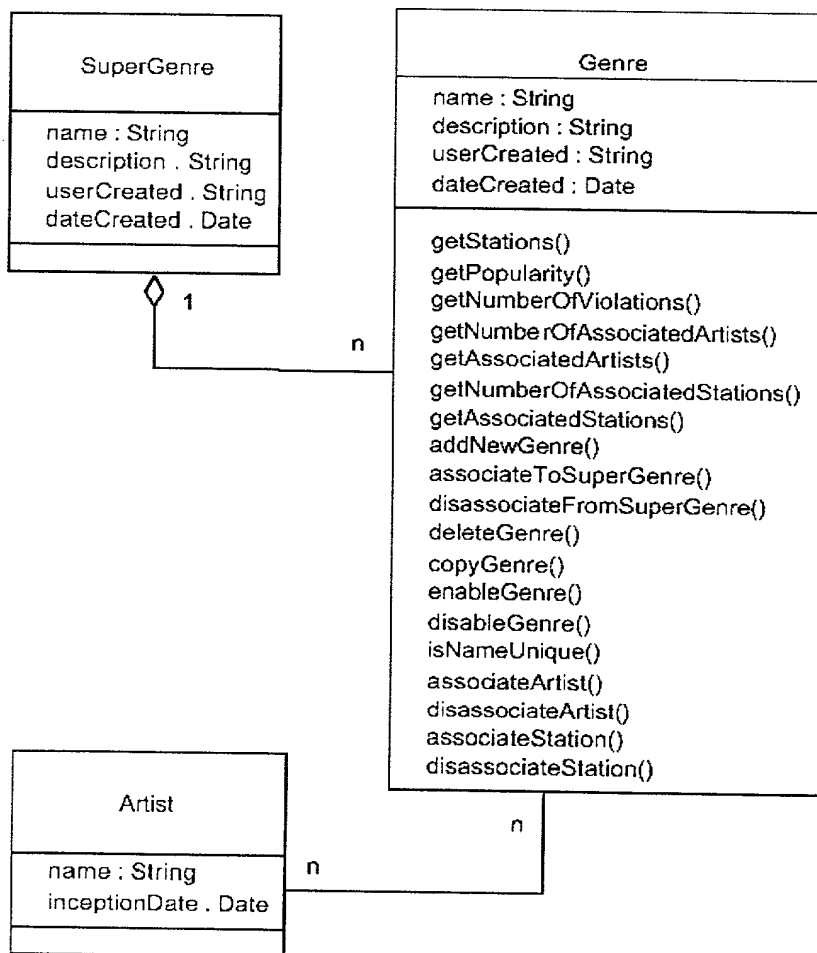 SuperGenre
name : String
description . String
userCreated . String
dateCreated . Date
1
n
Genre
name : String
description : String
userCreated : String
dateCreated : Date
getStations()
getPopularity()
getNumberOfViolations()
getNumberOfAssociatedArtists()
getAssociatedArtists()
getNumberOfAssociatedStations()
getAssociatedStations()
addNewGenre()
associateToSuperGenre()
disassociateFromSuperGenre()
deleteGenre()
copyGenre()
enableGenre()
disableGenre()
isNameUnique()
associateArtist()
disassociateArtist()
associateStation()
disassociateStation()
n
n
Artist
name : String
inceptionDate . Date